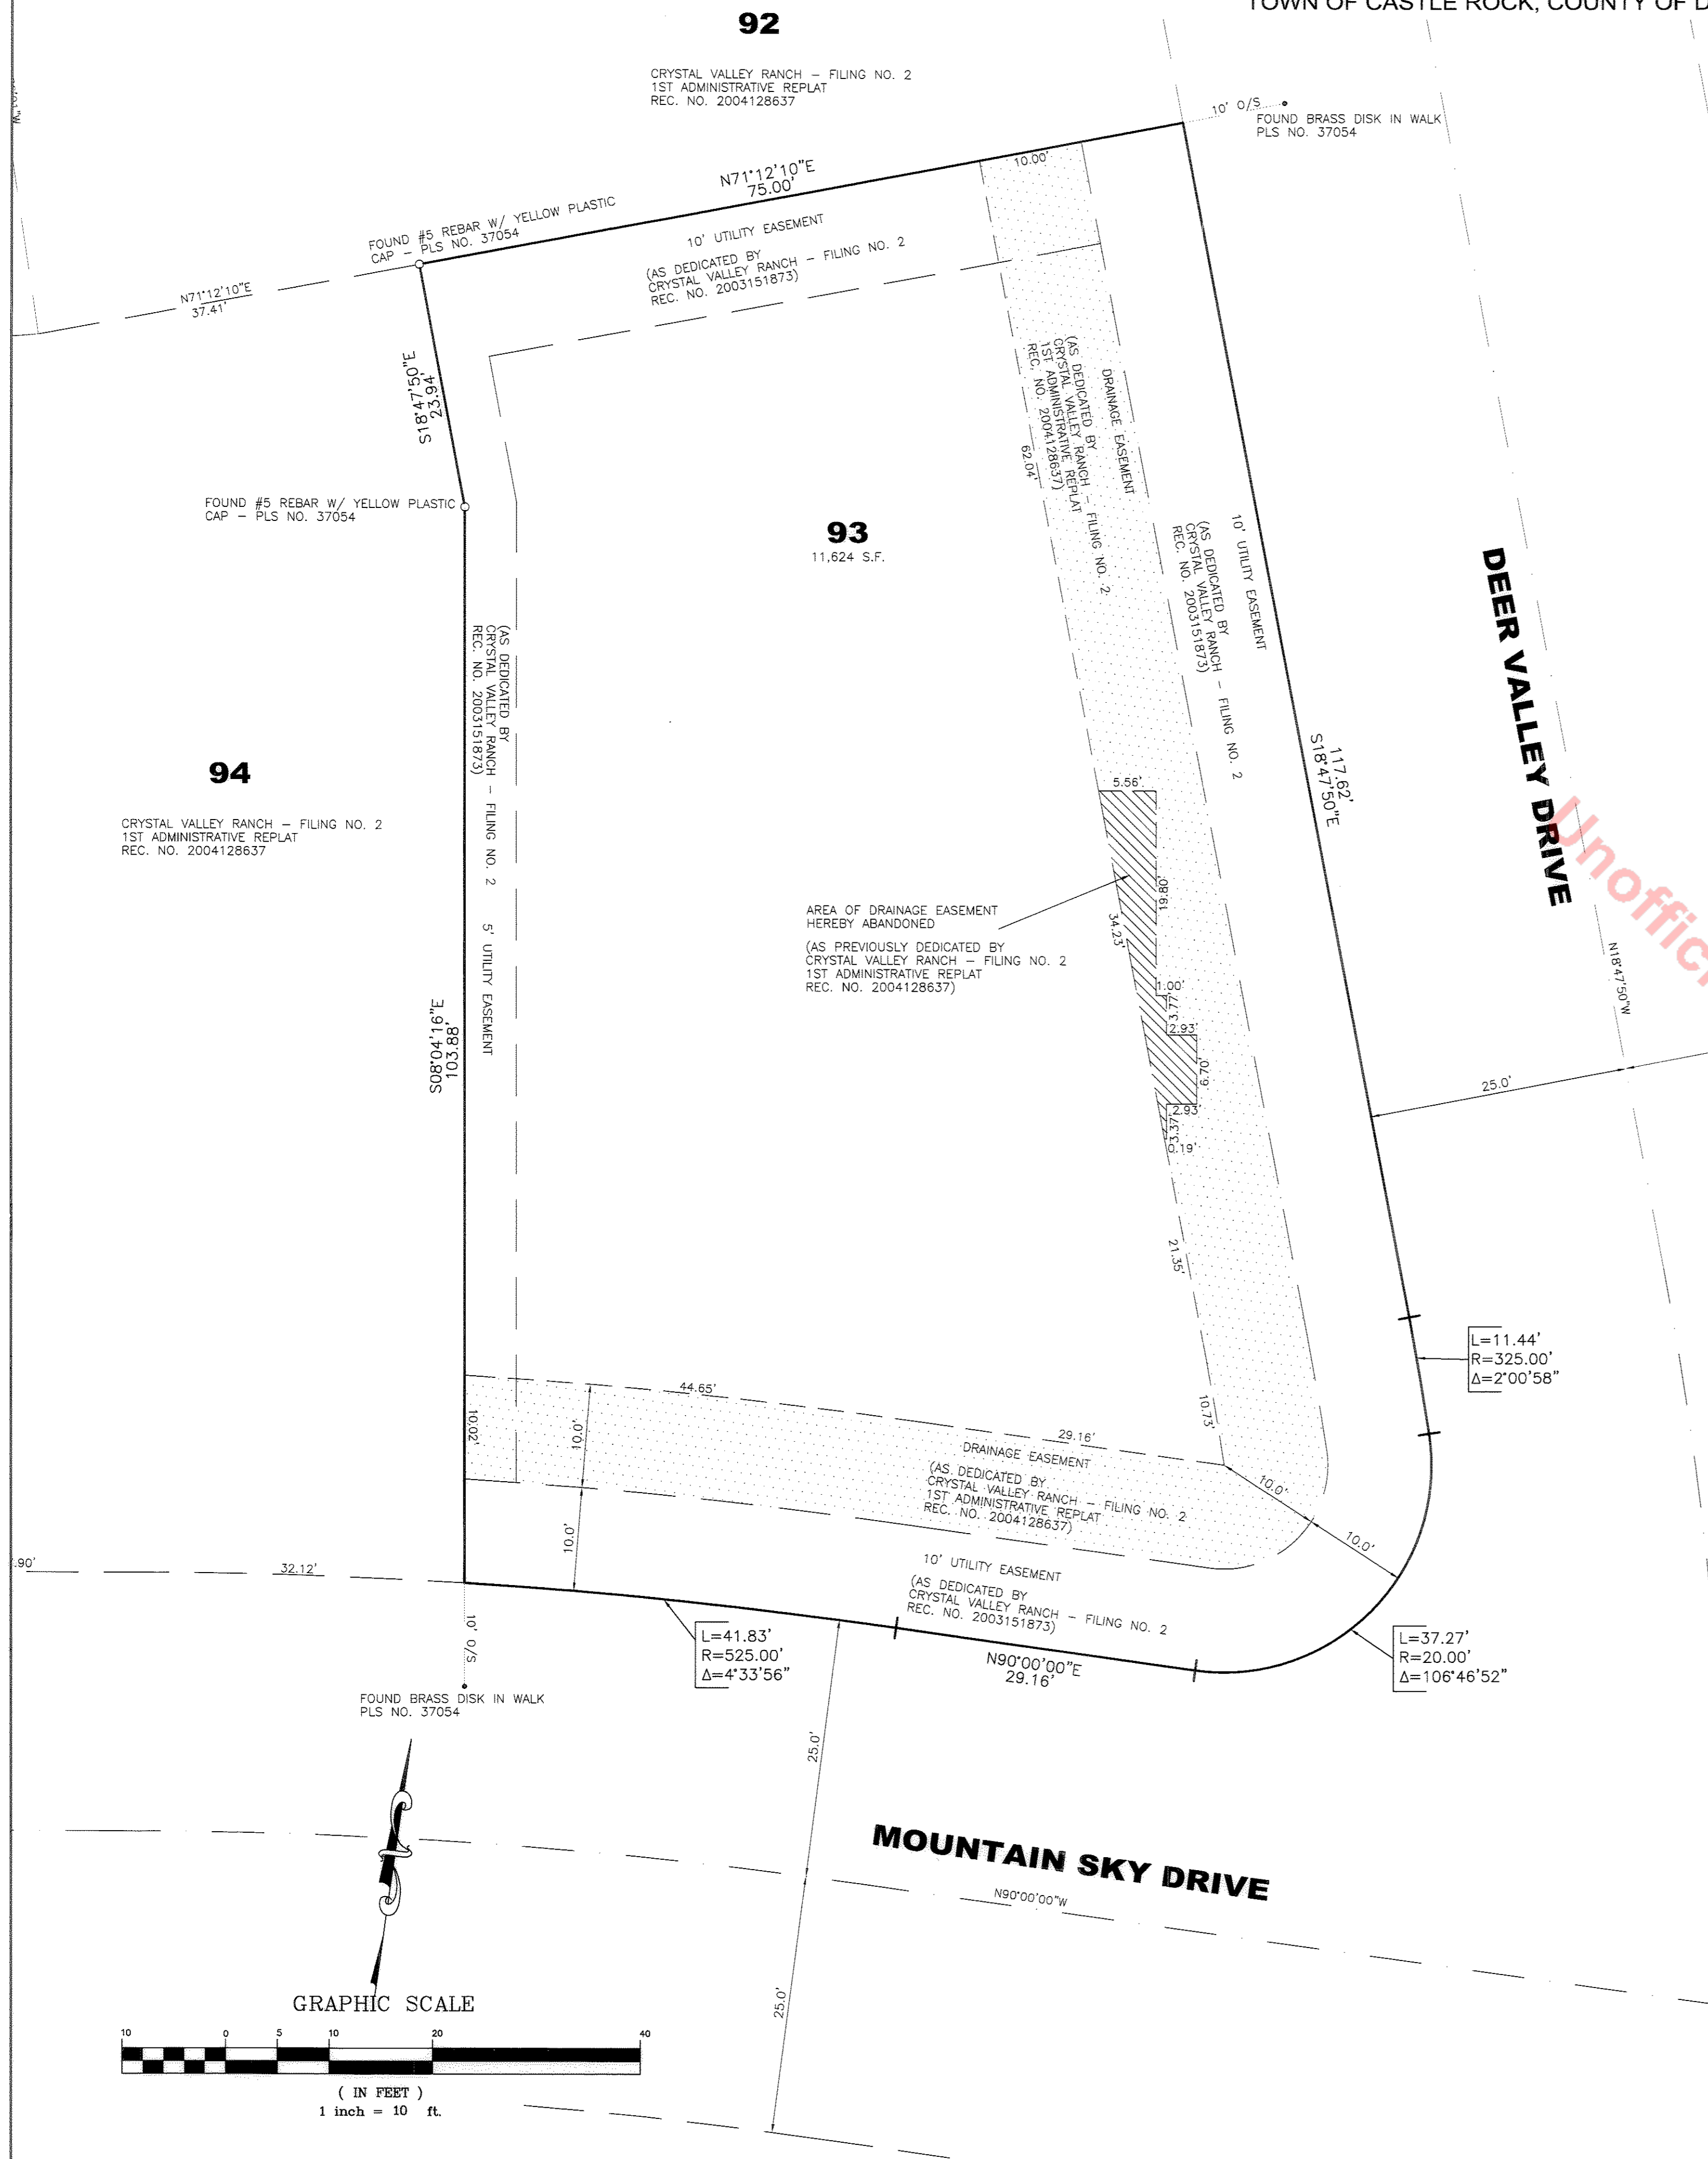 TOWN OF CASTLE ROCK, COUNTY OF D
92
CRYSTAL VALLEY RANCH – FILING NO. 2
1ST ADMINISTRATIVE REPLAT
REC. NO. 2004128637
10' O/S
FOUND BRASS DISK IN WALK
PLS NO. 37054
N71°12'10"E
75.00'
10.00'
FOUND #5 REBAR W/ YELLOW PLASTIC
CAP – PLS NO. 37054
10' UTILITY EASEMENT
(AS DEDICATED BY
CRYSTAL VALLEY RANCH – FILING NO. 2
REC. NO. 2003151873)
N71°12'10"E
37.41'
S18°47'50"E
23.94'
FOUND #5 REBAR W/ YELLOW PLASTIC
CAP – PLS NO. 37054
DRAINAGE EASEMENT
(AS DEDICATED BY
CRYSTAL VALLEY RANCH – FILING NO. 2
1ST ADMINISTRATIVE REPLAT
REC. NO. 2004128637)
62.04'
93
11,624 S.F.
10' UTILITY EASEMENT
(AS DEDICATED BY
CRYSTAL VALLEY RANCH – FILING NO. 2
REC. NO. 2003151873)
DEER VALLEY DRIVE
117.62'
S18°47'50"E
(AS DEDICATED BY
CRYSTAL VALLEY RANCH – FILING NO. 2
REC. NO. 2003151873)
5' UTILITY EASEMENT
94
CRYSTAL VALLEY RANCH – FILING NO. 2
1ST ADMINISTRATIVE REPLAT
REC. NO. 2004128637
5.56'
19.80'
34.23'
AREA OF DRAINAGE EASEMENT
HEREBY ABANDONED
(AS PREVIOUSLY DEDICATED BY
CRYSTAL VALLEY RANCH – FILING NO. 2
1ST ADMINISTRATIVE REPLAT
REC. NO. 2004128637)
1.00'
3.77'
2.93'
6.70'
2.93'
3.37'
0.19'
Unoffici
N18°47'50"W
25.0'
S08°04'16"E
103.88'
21.35'
L=11.44'
R=325.00'
Δ=2°00'58"
10.73'
44.65'
10.02'
10.0'
29.16'
DRAINAGE EASEMENT
(AS DEDICATED BY
CRYSTAL VALLEY RANCH – FILING NO. 2
1ST ADMINISTRATIVE REPLAT
REC. NO. 2004128637)
10.0'
10.0'
10.0'
.90'
32.12'
10' UTILITY EASEMENT
(AS DEDICATED BY
CRYSTAL VALLEY RANCH – FILING NO. 2
REC. NO. 2003151873)
10' O/S
L=41.83'
R=525.00'
Δ=4°33'56"
N90°00'00"E
29.16'
L=37.27'
R=20.00'
Δ=106°46'52"
FOUND BRASS DISK IN WALK
PLS NO. 37054
25.0'
MOUNTAIN SKY DRIVE
N90°00'00"W
25.0'
GRAPHIC SCALE
10 0 5 10 20 40
( IN FEET )
1 inch = 10 ft.